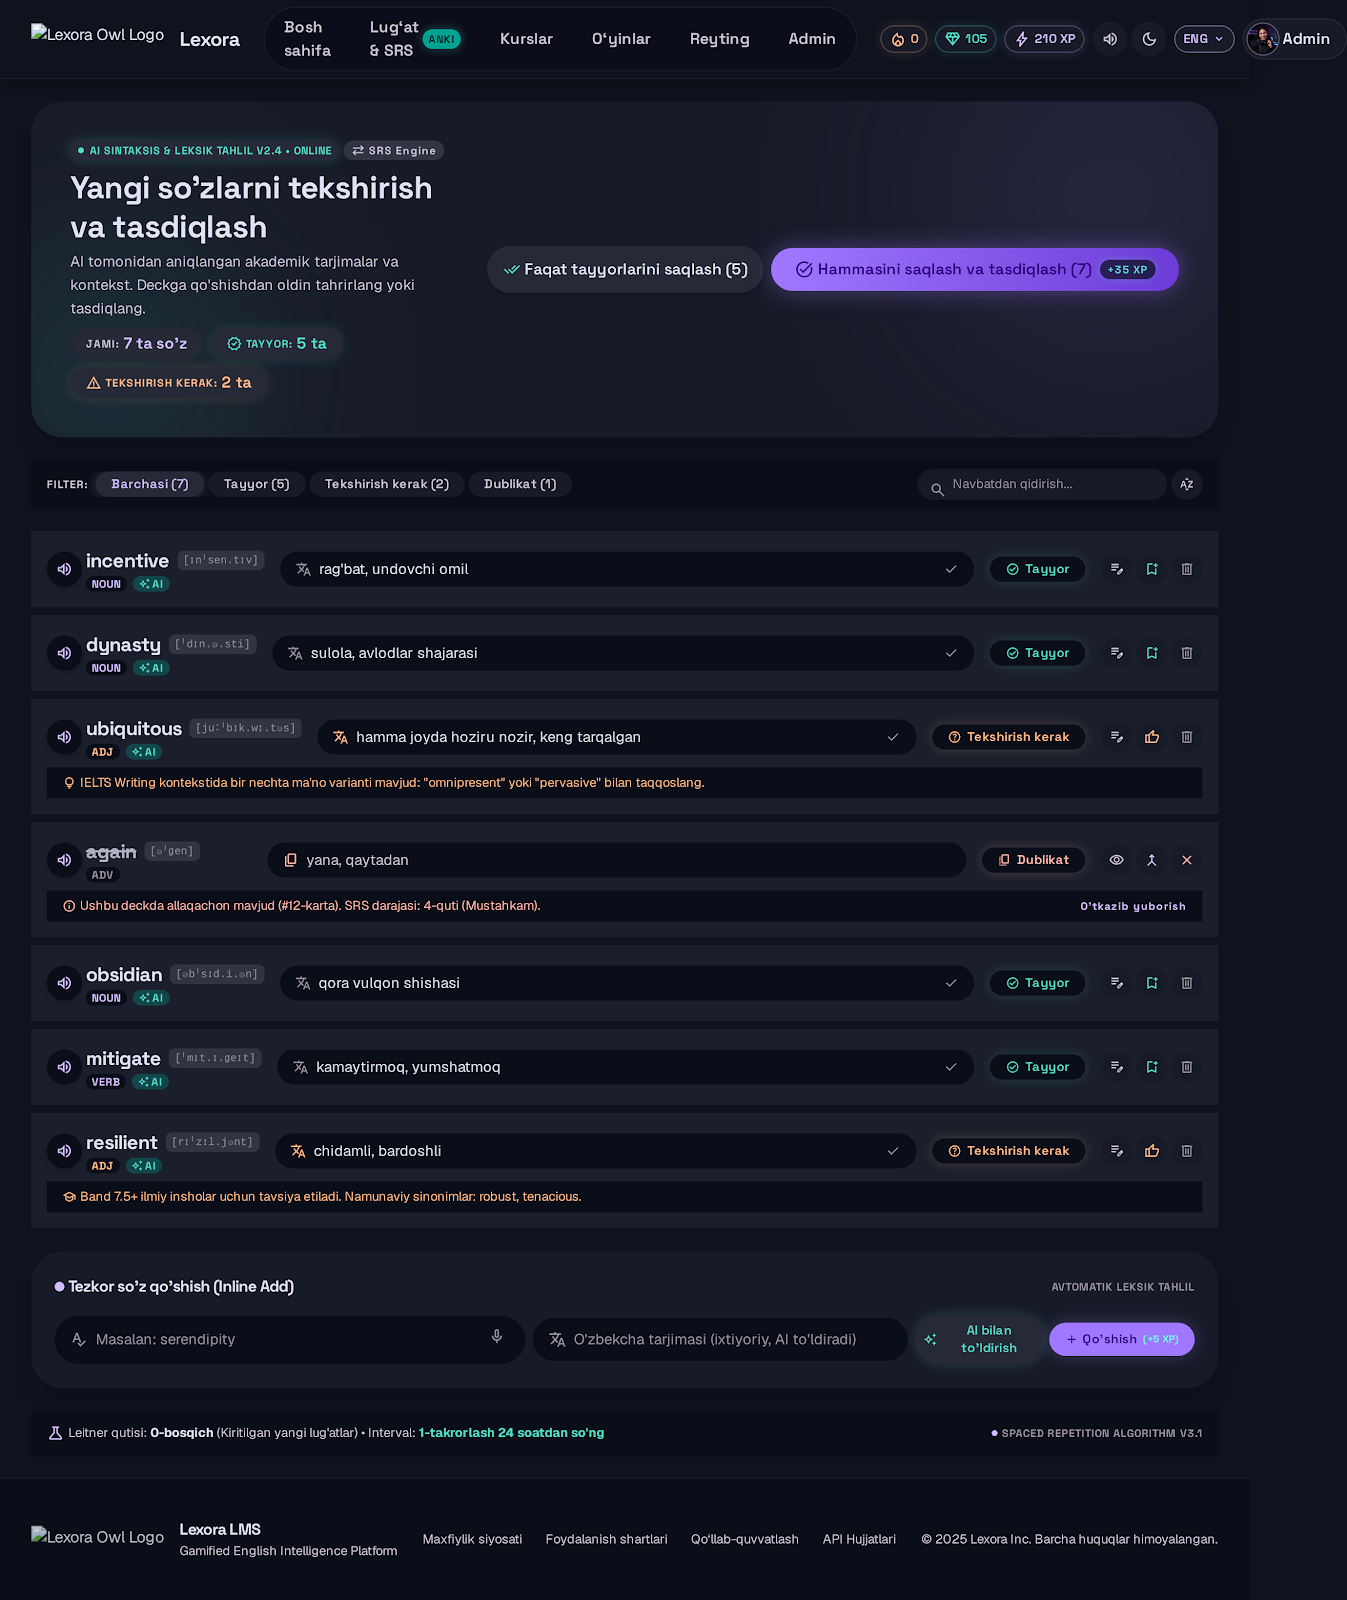 Lexora Owl Logo
Lexora
Bosh sahifa
Lug‘at & SRS
ANKI
Kurslar
O‘yinlar
Reyting
Admin
0
105
210 XP
ENG
Admin
AI SINTAKSIS & LEKSIK TAHLIL V2.4 • ONLINE
SRS Engine
Yangi so'zlarni tekshirish
va tasdiqlash
AI tomonidan aniqlangan akademik tarjimalar va
kontekst. Deckga qo'shishdan oldin tahrirlang yoki
tasdiqlang.
JAMI: 7 ta so'z
TAYYOR: 5 ta
TEKSHIRISH KERAK: 2 ta
Faqat tayyorlarini saqlash (5)
Hammasini saqlash va tasdiqlash (7) +35 XP
FILTER:
Barchasi (7)
Tayyor (5)
Tekshirish kerak (2)
Dublikat (1)
Navbatdan qidirish...
AZ
incentive [ɪnˈsen.tɪv]
NOUN AI
rag'bat, undovchi omil
Tayyor
dynasty [ˈdɪn.ə.sti]
NOUN AI
sulola, avlodlar shajarasi
Tayyor
ubiquitous [juːˈbɪk.wɪ.təs]
ADJ AI
hamma joyda hoziru nozir, keng tarqalgan
Tekshirish kerak
IELTS Writing kontekstida bir nechta ma'no varianti mavjud: "omnipresent" yoki "pervasive" bilan taqqoslang.
again [əˈgen]
ADV
yana, qaytadan
Dublikat
Ushbu deckda allaqachon mavjud (#12-karta). SRS darajasi: 4-quti (Mustahkam).
O'tkazib yuborish
obsidian [əbˈsɪd.i.ən]
NOUN AI
qora vulqon shishasi
Tayyor
mitigate [ˈmɪt.ɪ.geɪt]
VERB AI
kamaytirmoq, yumshatmoq
Tayyor
resilient [rɪˈzɪl.jənt]
ADJ AI
chidamli, bardoshli
Tekshirish kerak
Band 7.5+ ilmiy insholar uchun tavsiya etiladi. Namunaviy sinonimlar: robust, tenacious.
Tezkor so'z qo'shish (Inline Add)
AVTOMATIK LEKSIK TAHLIL
Masalan: serendipity
O'zbekcha tarjimasi (ixtiyoriy, AI to'ldiradi)
AI bilan
to'ldirish
+ Qo'shish (+5 XP)
Leitner qutisi: 0-bosqich (Kiritilgan yangi lug'atlar) • Interval: 1-takrorlash 24 soatdan so'ng
SPACED REPETITION ALGORITHM V3.1
Lexora Owl Logo
Lexora LMS
Gamified English Intelligence Platform
Maxfiylik siyosati
Foydalanish shartlari
Qo‘llab-quvvatlash
API Hujjatlari
© 2025 Lexora Inc. Barcha huquqlar himoyalangan.